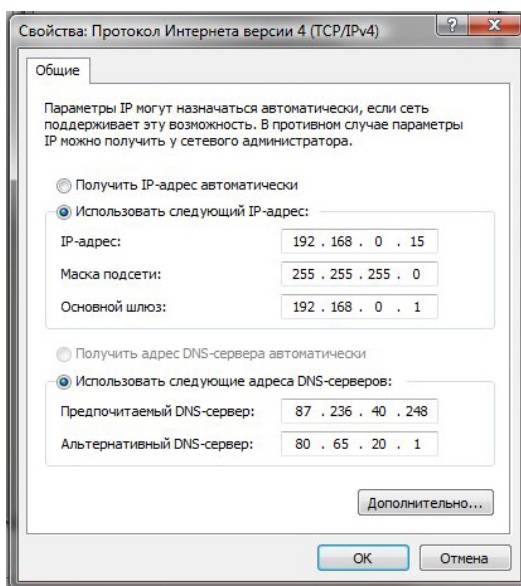 Свойства: Протокол Интернета версии 4 (TCP/IPv4)
Общие
Параметры IP могут назначаться автоматически, если сеть
поддерживает эту возможность. В противном случае параметры
IP можно получить у сетевого администратора.
Получить IP-адрес автоматически
Использовать следующий IP-адрес:
IP-адрес: 192 . 168 . 0 . 15
Маска подсети: 255 . 255 . 255 . 0
Основной шлюз: 192 . 168 . 0 . 1
Получить адрес DNS-сервера автоматически
Использовать следующие адреса DNS-серверов:
Предпочитаемый DNS-сервер: 87 . 236 . 40 . 248
Альтернативный DNS-сервер: 80 . 65 . 20 . 1
Дополнительно...
ОК Отмена